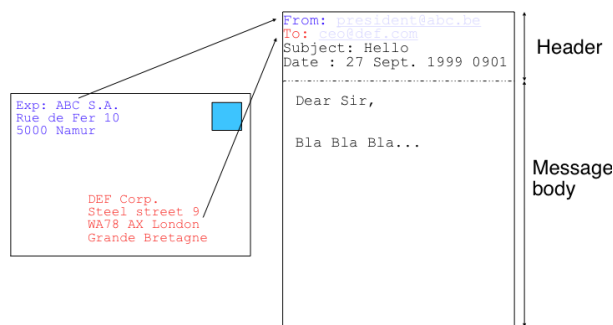 From: president@abc.be
To: ceo@def.com
Subject: Hello
Date : 27 Sept. 1999 0901
Header
Exp: ABC S.A.
Rue de Fer 10
5000 Namur
Dear Sir,
Bla Bla Bla...
Message
body
DEF Corp.
Steel street 9
WA78 AX London
Grande Bretagne